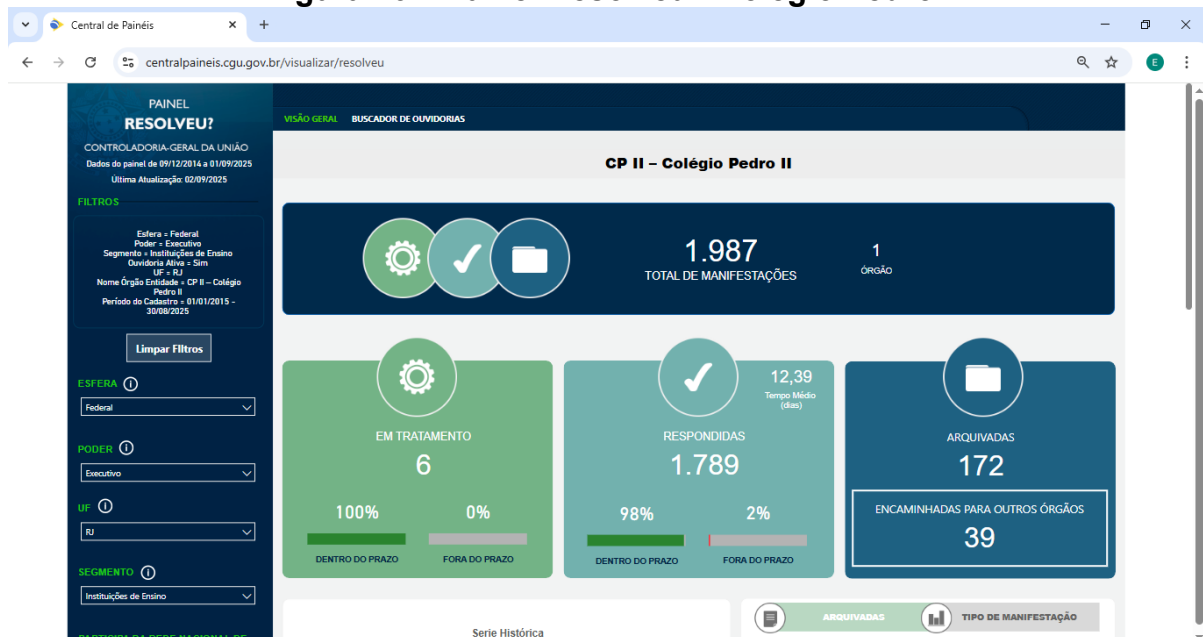 Central de Painéis
centralpaineis.cgu.gov.br/visualizar/resolveu
E
PAINEL
RESOLVEU?
CONTROLADORIA-GERAL DA UNIÃO
Dados do painel de 09/12/2014 a 01/09/2025
Última Atualização: 02/09/2025
FILTROS
Esfera = Federal
Poder = Executivo
Segmento = Instituições de Ensino
Ouvidoria Ativa = Sim
UF = RJ
Nome Órgão Entidade = CP II – Colégio
Pedro II
Período do Cadastro = 01/01/2015 -
30/08/2025
Limpar FIltros
ESFERA
Federal
PODER
Executivo
UF
RJ
SEGMENTO
Instituições de Ensino
VISÃO GERAL BUSCADOR DE OUVIDORIAS
CP II – Colégio Pedro II
1.987
TOTAL DE MANIFESTAÇÕES
1
ÓRGÃO
EM TRATAMENTO
6
100% 0%
DENTRO DO PRAZO FORA DO PRAZO
12,39
Tempo Médio
(dias)
RESPONDIDAS
1.789
98% 2%
DENTRO DO PRAZO FORA DO PRAZO
ARQUIVADAS
172
ENCAMINHADAS PARA OUTROS ÓRGÃOS
39
Serie Histórica
ARQUIVADAS
TIPO DE MANIFESTAÇÃO